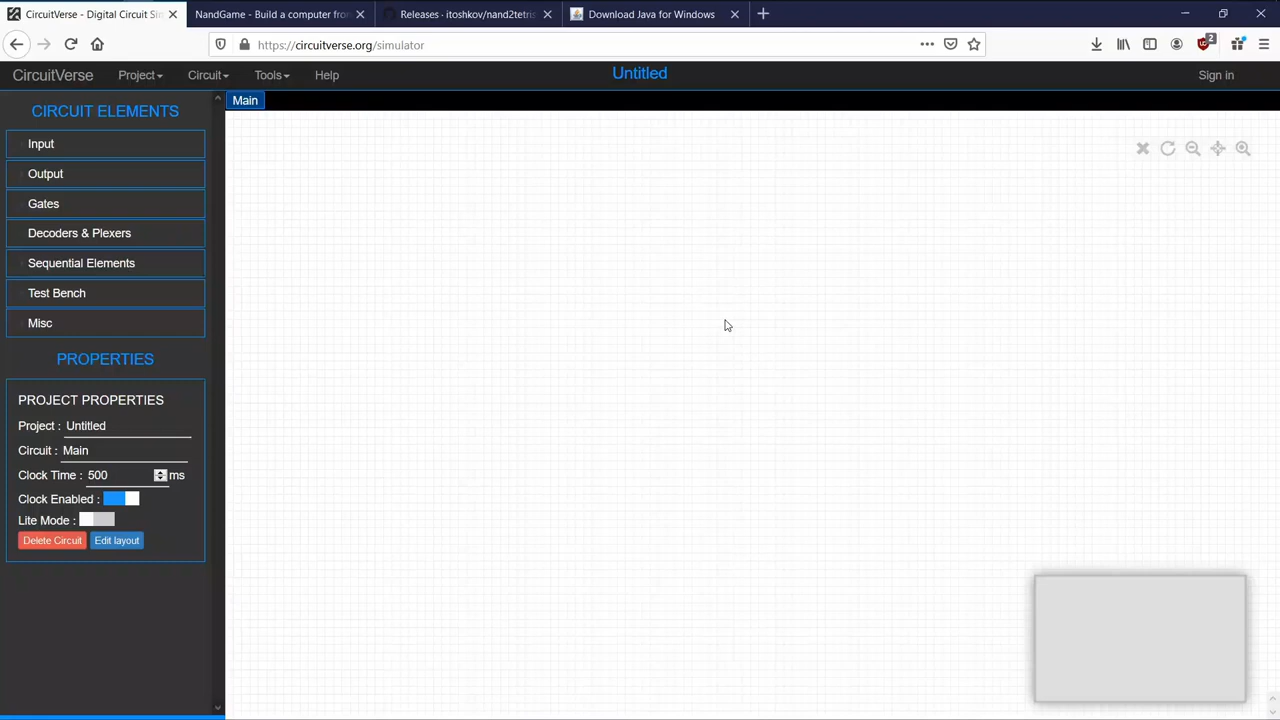 CircuitVerse - Digital Circuit Si
NandGame - Build a computer fro
Releases · itoshkov/nand2tetris
Download Java for Windows
https://circuitverse.org/simulator
2
CircuitVerse
Project
Circuit
Tools
Help
Untitled
Sign in
CIRCUIT ELEMENTS
Main
Input
Output
Gates
Decoders & Plexers
Sequential Elements
Test Bench
Misc
PROPERTIES
PROJECT PROPERTIES
Project : Untitled
Circuit : Main
Clock Time : 500 ms
Clock Enabled :
Lite Mode :
Delete Circuit
Edit layout